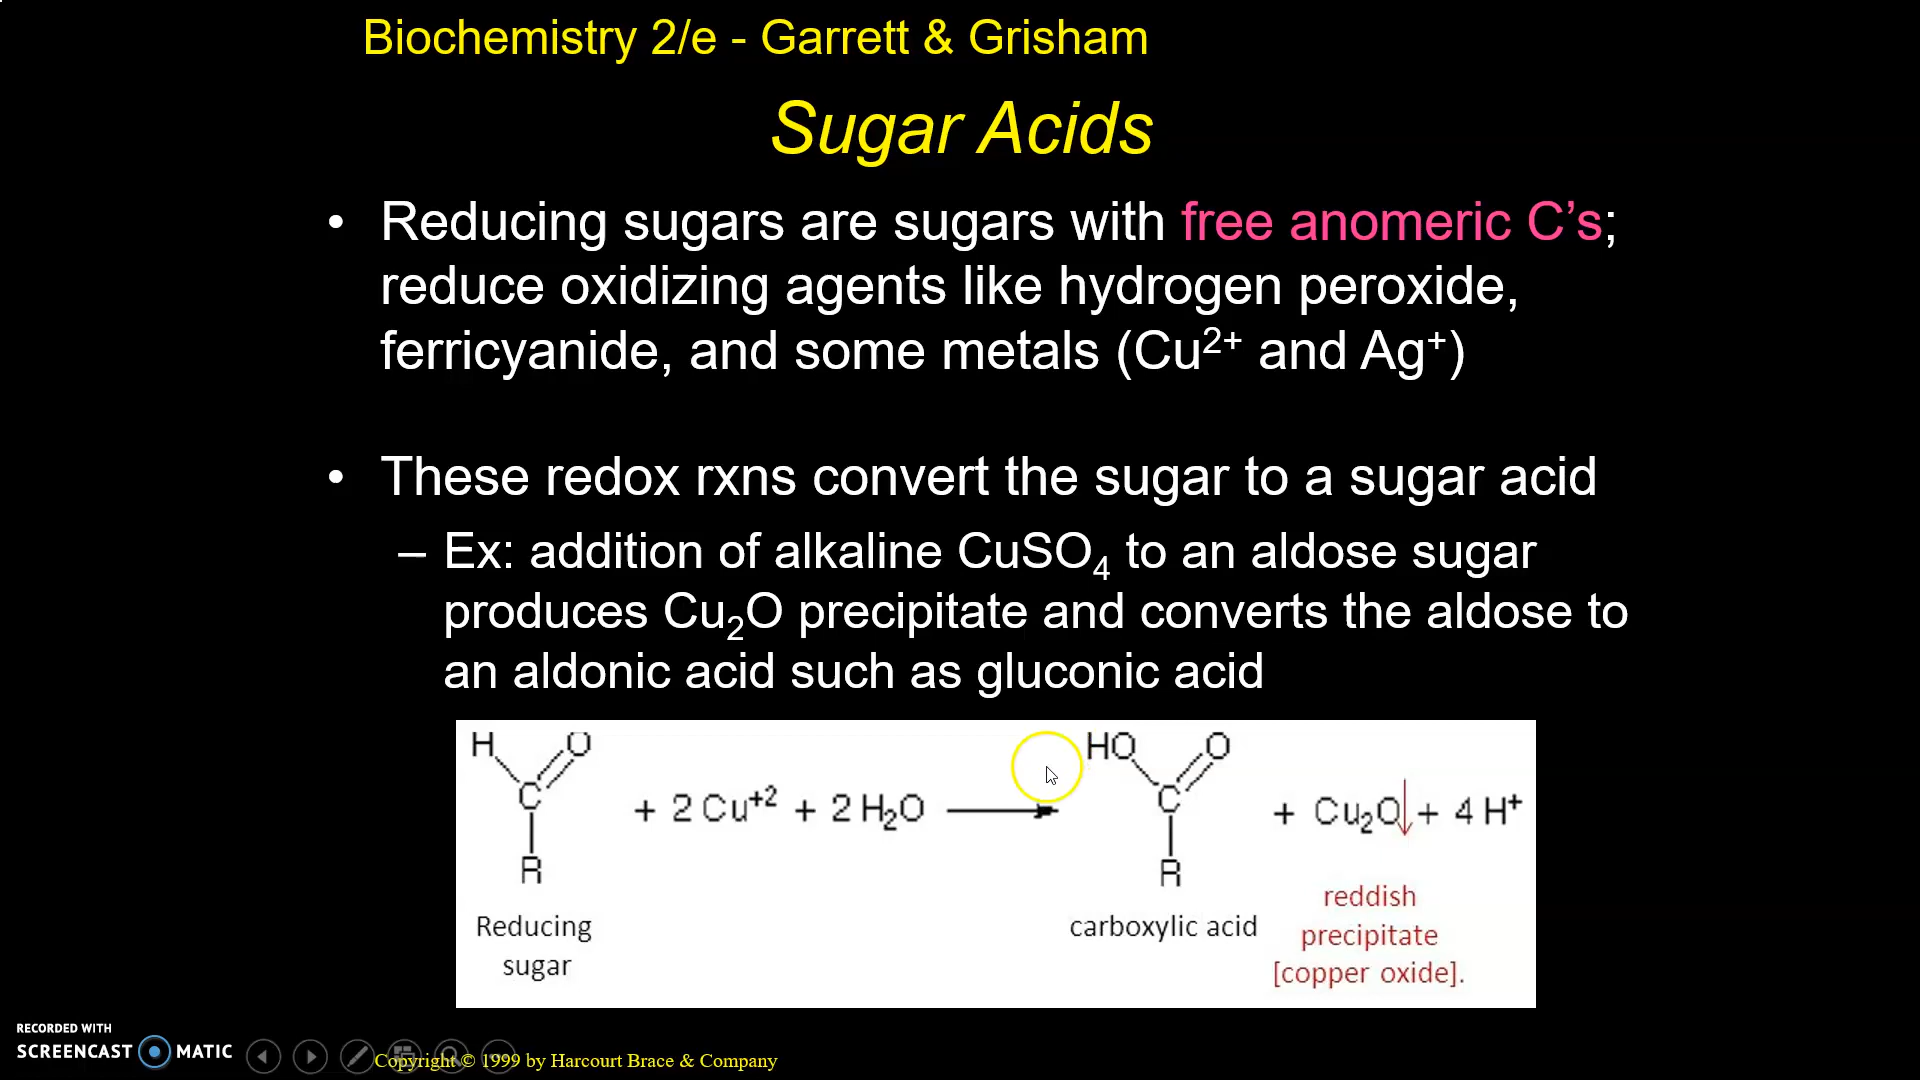 Biochemistry 2/e - Garrett & Grisham
Sugar Acids
• Reducing sugars are sugars with free anomeric C’s;
reduce oxidizing agents like hydrogen peroxide,
ferricyanide, and some metals (Cu²⁺ and Ag⁺)
• These redox rxns convert the sugar to a sugar acid
– Ex: addition of alkaline CuSO₄ to an aldose sugar
produces Cu₂O precipitate and converts the aldose to
an aldonic acid such as gluconic acid
H O HO O
C + 2 Cu⁺² + 2 H₂O C + Cu₂O + 4 H⁺
R R
Reducing
sugar
carboxylic acid
reddish
precipitate
[copper oxide].
RECORDED WITH
SCREENCAST MATIC
Copyright © 1999 by Harcourt Brace & Company